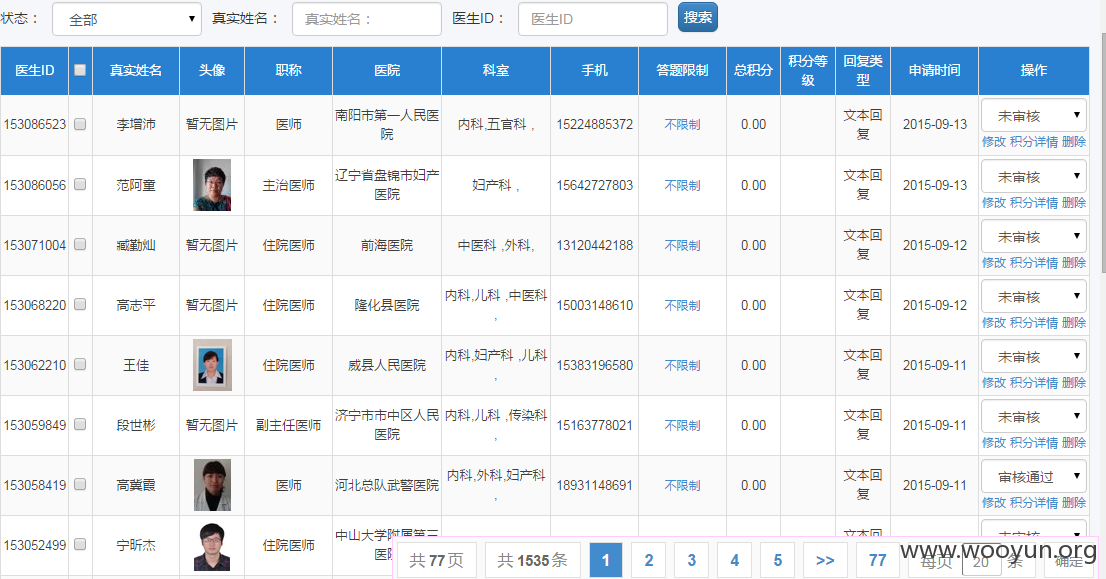 状态： 全部 真实姓名： 真实姓名： 医生ID： 医生ID 搜索
医生ID 真实姓名 头像 职称 医院 科室 手机 答题限制 总积分 积分等级 回复类型 申请时间 操作
153086523 李增沛 暂无图片 医师 南阳市第一人民医院 内科,五官科 , 15224885372 不限制 0.00 文本回复 2015-09-13 未审核
修改 积分详情 删除
153086056 范阿童 主治医师 辽宁省盘锦市妇产医院 妇产科 , 15642727803 不限制 0.00 文本回复 2015-09-13 未审核
修改 积分详情 删除
153071004 臧勤灿 暂无图片 住院医师 前海医院 中医科 ,外科, 13120442188 不限制 0.00 文本回复 2015-09-12 未审核
修改 积分详情 删除
153068220 高志平 暂无图片 住院医师 隆化县医院 内科,儿科 ,中医科 , 15003148610 不限制 0.00 文本回复 2015-09-12 未审核
修改 积分详情 删除
153062210 王佳 住院医师 威县人民医院 内科,妇产科 ,儿科 , 15383196580 不限制 0.00 文本回复 2015-09-11 未审核
修改 积分详情 删除
153059849 段世彬 暂无图片 副主任医师 济宁市市中区人民医院 内科,儿科 ,传染科 , 15163778021 不限制 0.00 文本回复 2015-09-11 未审核
修改 积分详情 删除
153058419 高冀霞 医师 河北总队武警医院 内科,外科,妇产科 , 18931148691 不限制 0.00 文本回复 2015-09-11 审核通过
修改 积分详情 删除
153052499 宁昕杰 住院医师 中山大学附属第三
共 77 页 共 1535 条 1 2 3 4 5 >> 77 每页 20 条 确定
www.wooyun.org